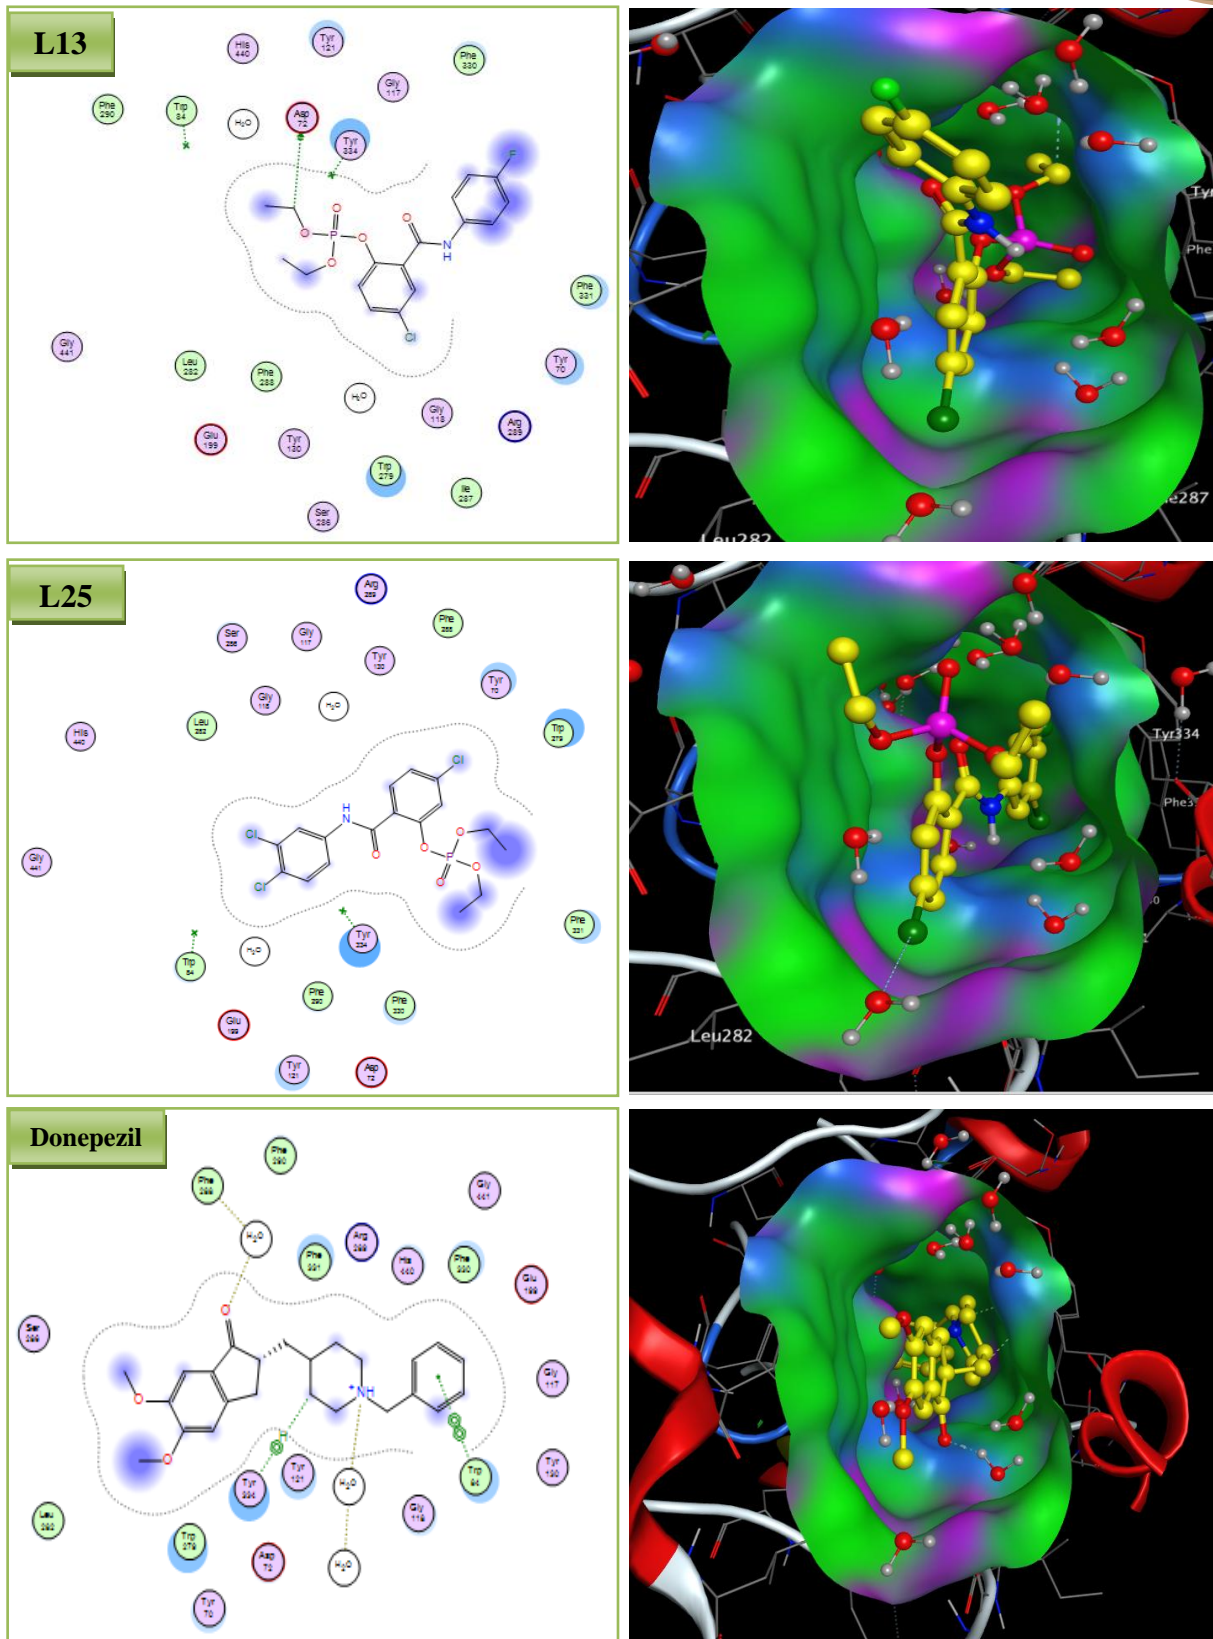 L13
His
440
Tyr
121
Phe
330
Gly
117
Phe
290
Trp
84
H₂O
Asp
72
Tyr
334
F
O
O
P
O
O
O
N
H
Cl
Phe
331
Gly
441
Leu
282
Phe
288
Tyr
70
H₂O
Gly
118
Arg
289
Glu
199
Tyr
130
Trp
279
Ile
287
Ser
286
Tyr
Phe
e287
Leu282
L25
Arg
289
Ser
286
Gly
117
Phe
288
Tyr
130
Tyr
70
Gly
118
H₂O
Leu
282
Trp
279
His
440
Cl
H
N
Cl
Cl
O
O
P
O
O
O
Gly
441
Phe
331
Tyr
334
Trp
84
H₂O
Phe
290
Phe
330
Glu
199
Tyr
121
Asp
72
Tyr334
Phe3
Leu282
Donepezil
Phe
290
Phe
288
Gly
441
H₂O
Arg
289
Phe
331
His
440
Phe
330
Glu
199
O
Ser
286
O
O
NH
+
H
Gly
117
Tyr
334
Tyr
121
H₂O
Trp
84
Tyr
130
Leu
282
Gly
118
Trp
279
Asp
72
H₂O
Tyr
70